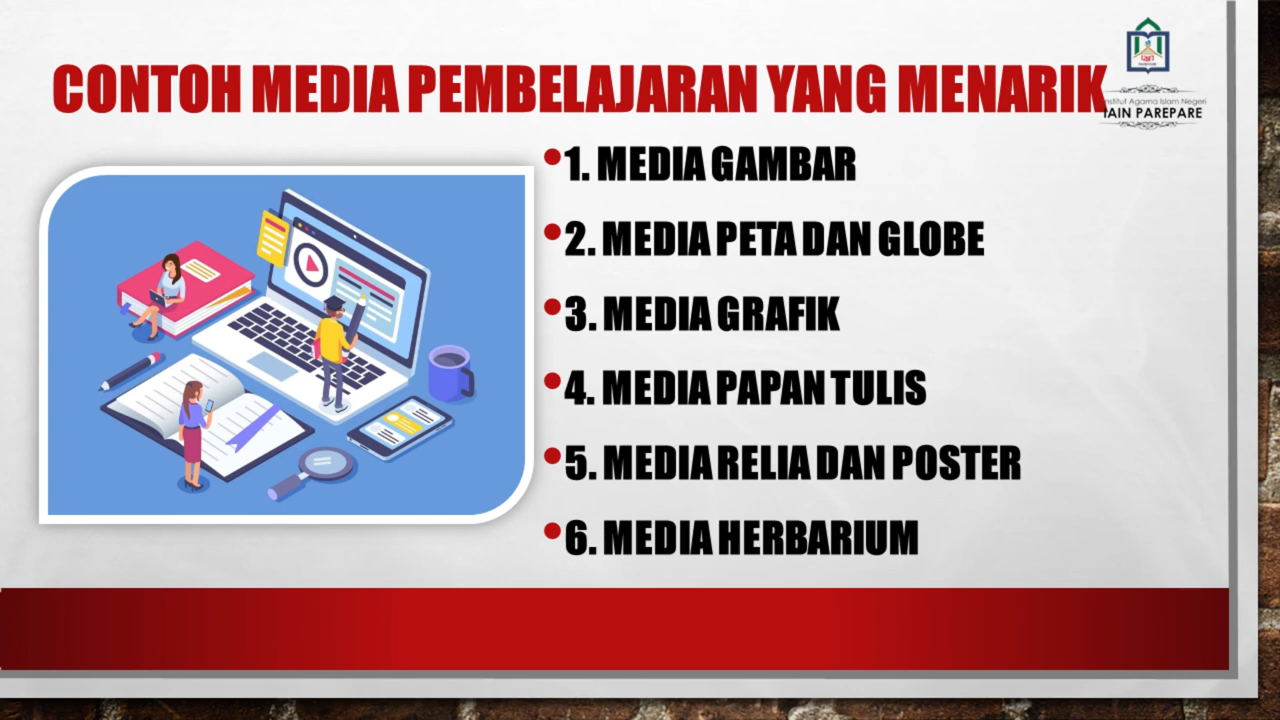 CONTOH MEDIA PEMBELAJARAN YANG MENARIK
Institut Agama Islam Negeri
IAIN PAREPARE
•1. MEDIA GAMBAR
•2. MEDIA PETA DAN GLOBE
•3. MEDIA GRAFIK
•4. MEDIA PAPAN TULIS
•5. MEDIA RELIA DAN POSTER
•6. MEDIA HERBARIUM